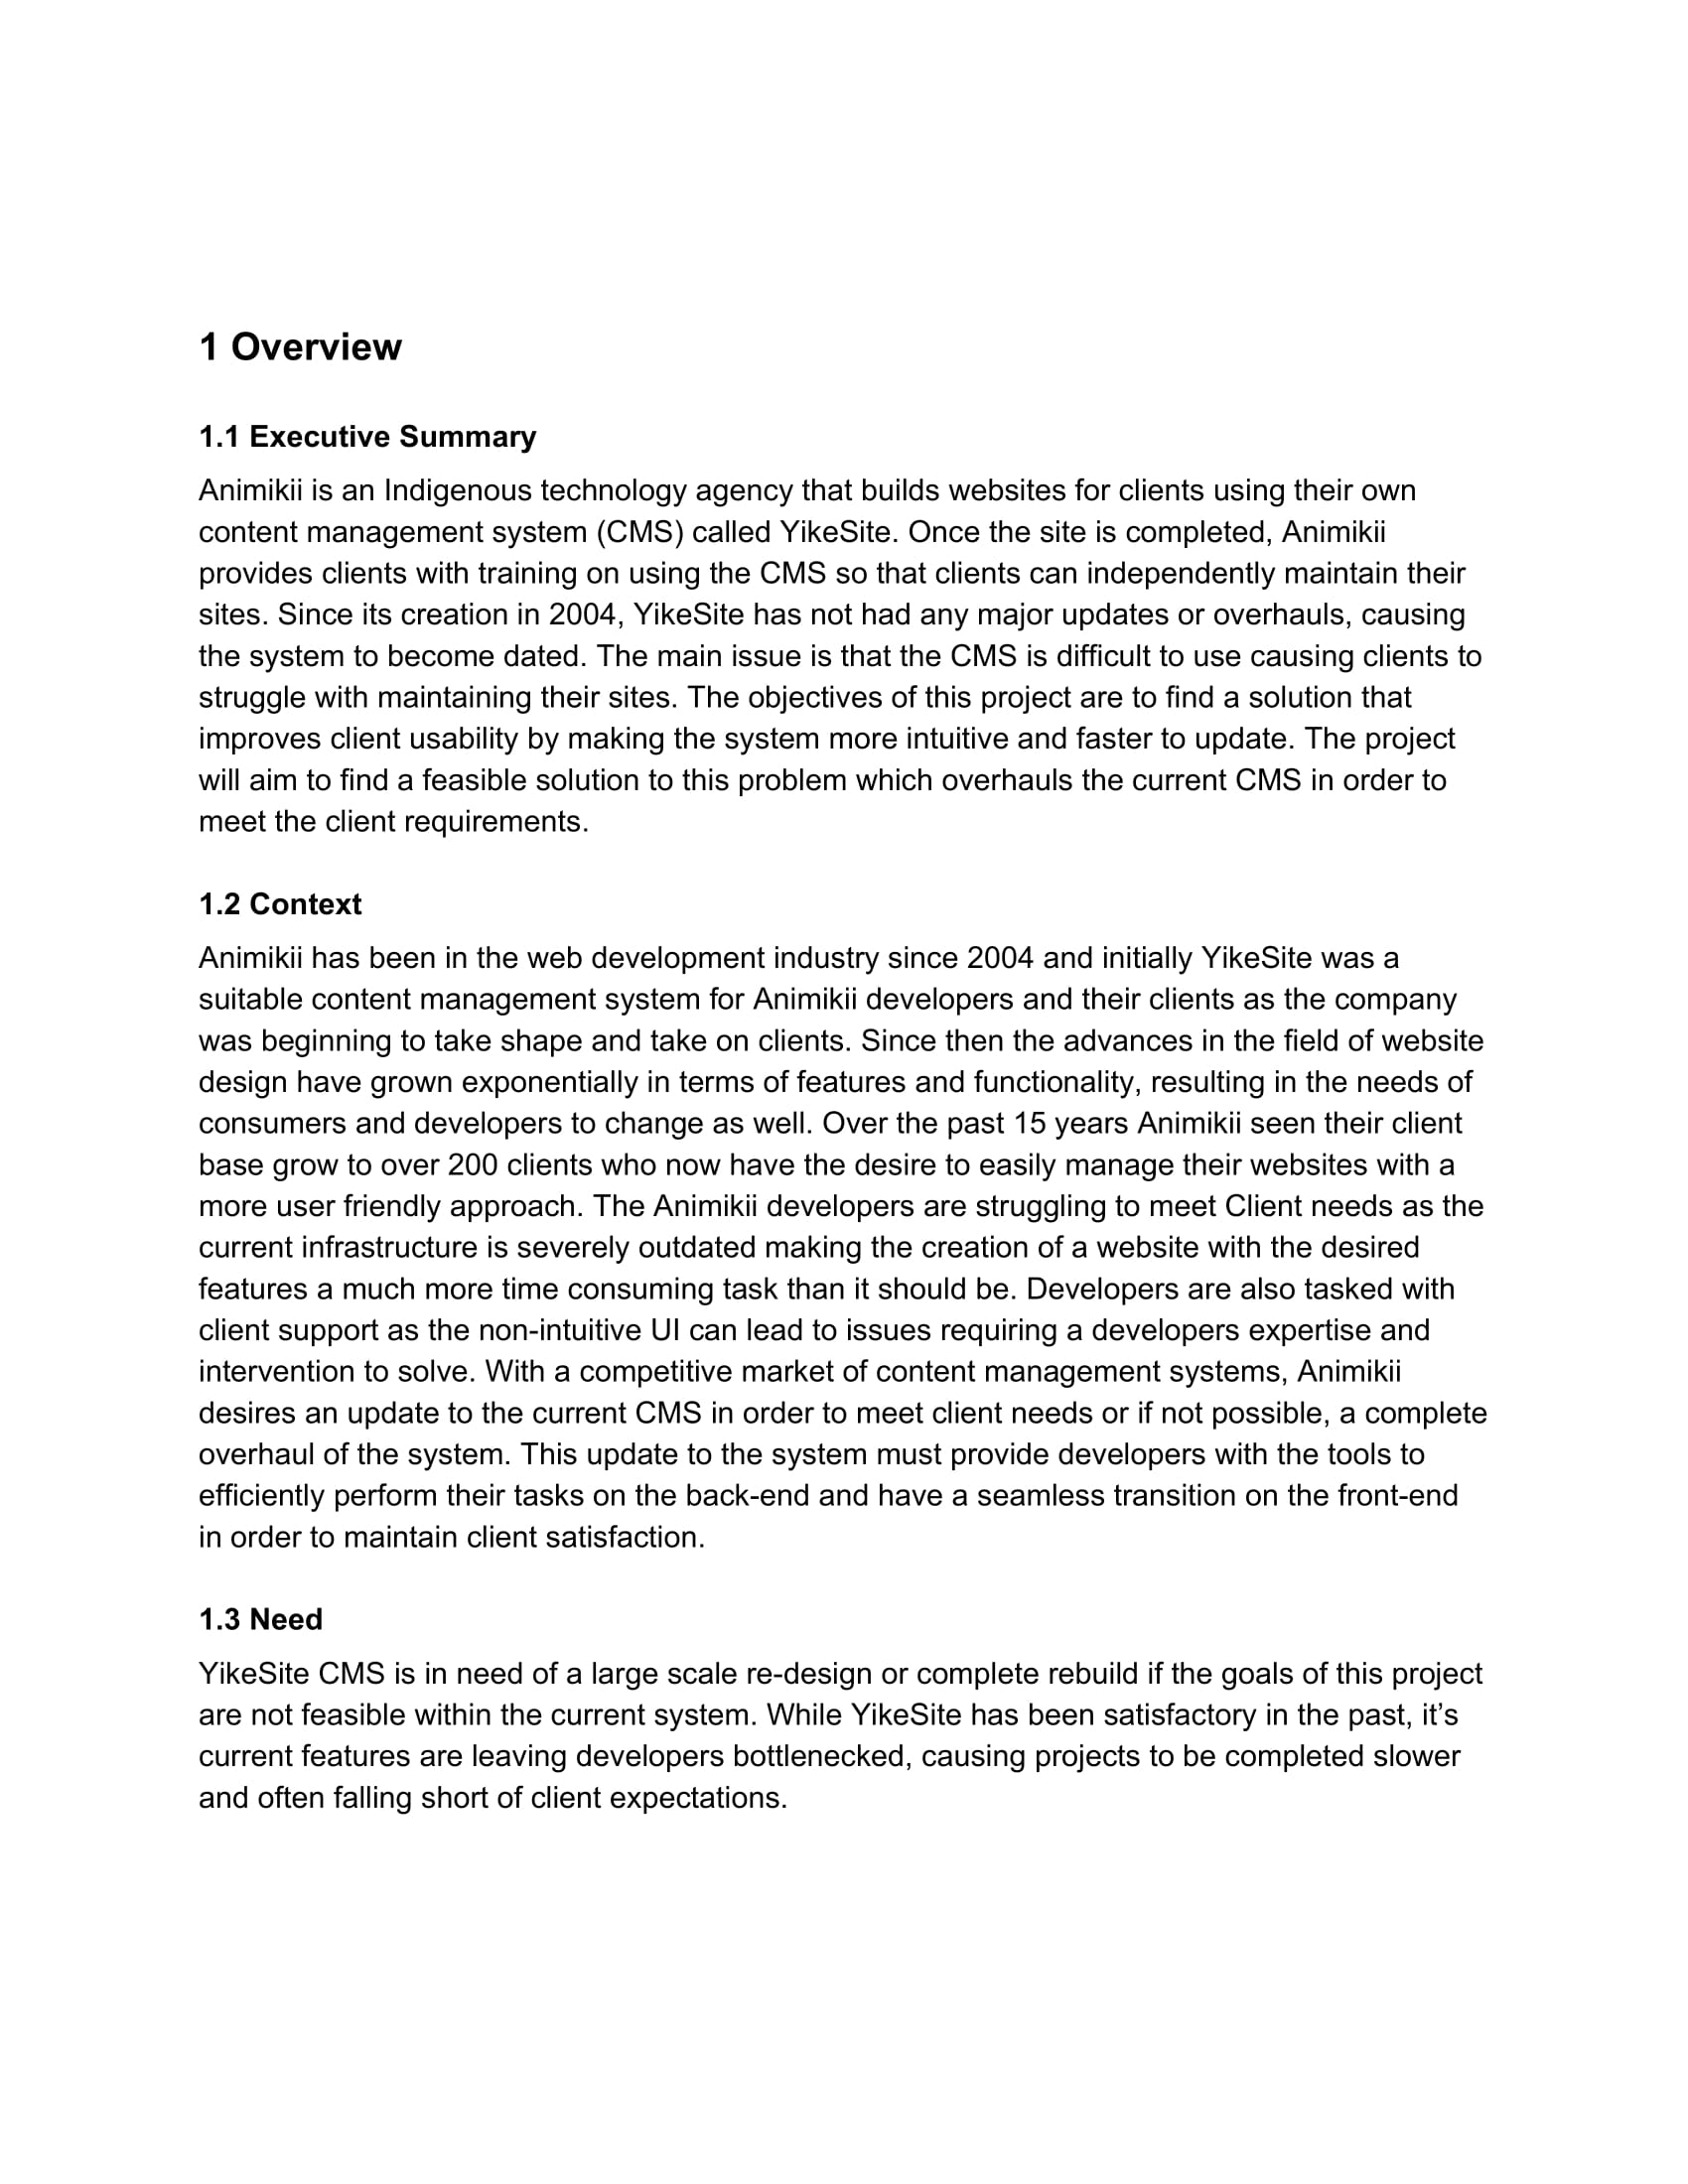 1 Overview
1.1 Executive Summary
Animikii is an Indigenous technology agency that builds websites for clients using their own
content management system (CMS) called YikeSite. Once the site is completed, Animikii
provides clients with training on using the CMS so that clients can independently maintain their
sites. Since its creation in 2004, YikeSite has not had any major updates or overhauls, causing
the system to become dated. The main issue is that the CMS is difficult to use causing clients to
struggle with maintaining their sites. The objectives of this project are to find a solution that
improves client usability by making the system more intuitive and faster to update. The project
will aim to find a feasible solution to this problem which overhauls the current CMS in order to
meet the client requirements.
1.2 Context
Animikii has been in the web development industry since 2004 and initially YikeSite was a
suitable content management system for Animikii developers and their clients as the company
was beginning to take shape and take on clients. Since then the advances in the field of website
design have grown exponentially in terms of features and functionality, resulting in the needs of
consumers and developers to change as well. Over the past 15 years Animikii seen their client
base grow to over 200 clients who now have the desire to easily manage their websites with a
more user friendly approach. The Animikii developers are struggling to meet Client needs as the
current infrastructure is severely outdated making the creation of a website with the desired
features a much more time consuming task than it should be. Developers are also tasked with
client support as the non-intuitive UI can lead to issues requiring a developers expertise and
intervention to solve. With a competitive market of content management systems, Animikii
desires an update to the current CMS in order to meet client needs or if not possible, a complete
overhaul of the system. This update to the system must provide developers with the tools to
efficiently perform their tasks on the back-end and have a seamless transition on the front-end
in order to maintain client satisfaction.
1.3 Need
YikeSite CMS is in need of a large scale re-design or complete rebuild if the goals of this project
are not feasible within the current system. While YikeSite has been satisfactory in the past, it’s
current features are leaving developers bottlenecked, causing projects to be completed slower
and often falling short of client expectations.